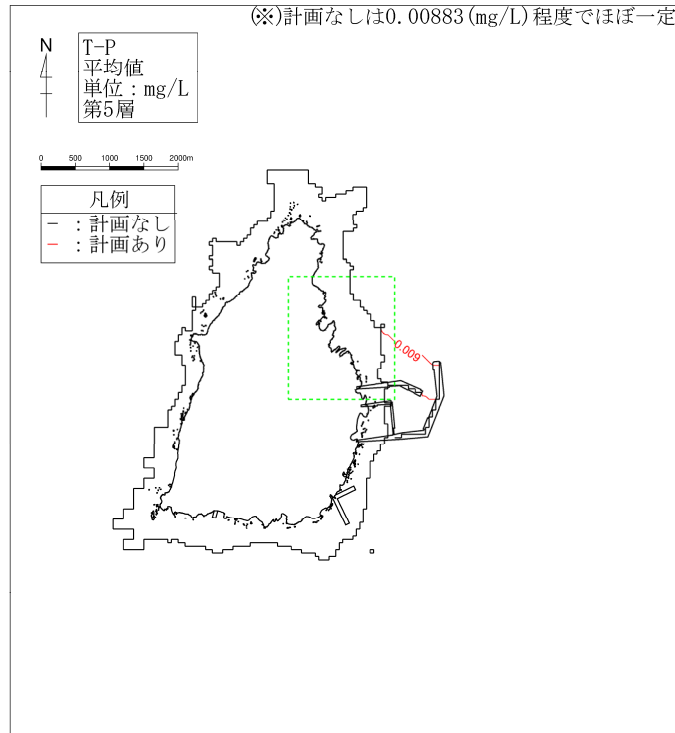 (※)計画なしは0.00883(mg/L)程度でほぼ一定
N
T-P
平均値
単位：mg/L
第5層
0 500 1000 1500 2000m
凡例
− ：計画なし
− ：計画あり
0.009